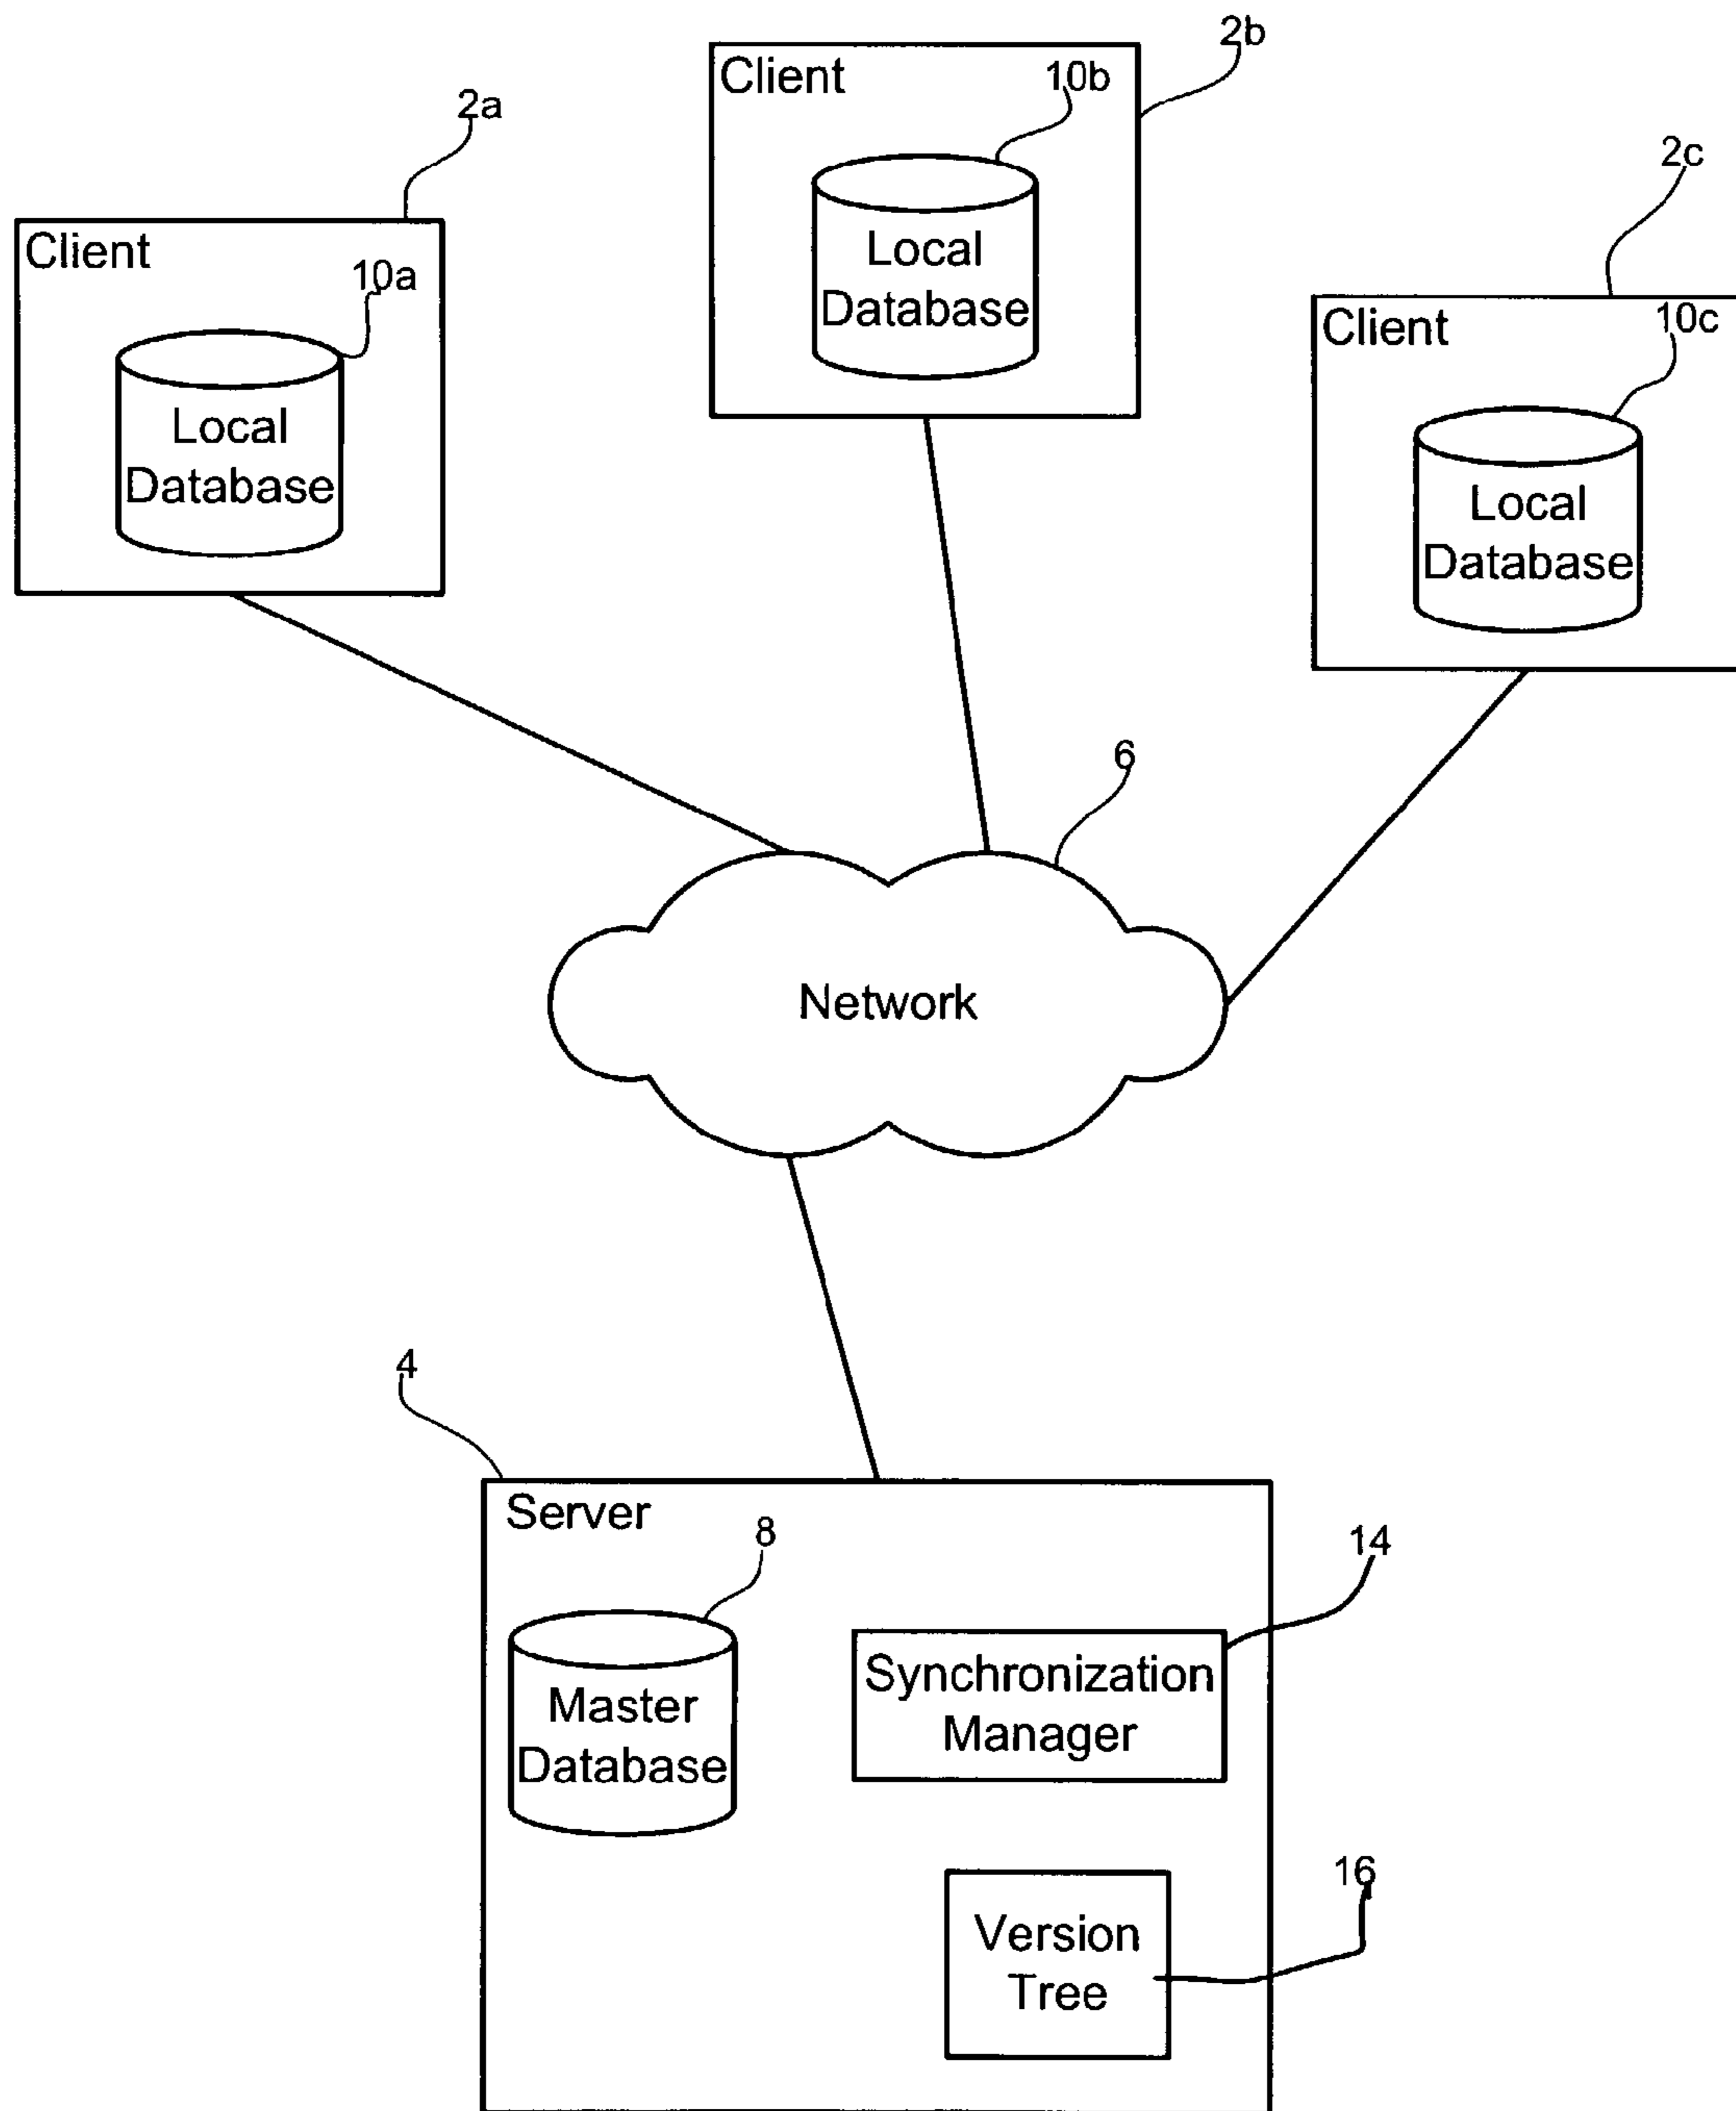 2b
Client
10b
Local
Database
2a
Client
10a
Local
Database
2c
Client
10c
Local
Database
6
Network
4
Server
8
Master
Database
14
Synchronization
Manager
16
Version
Tree